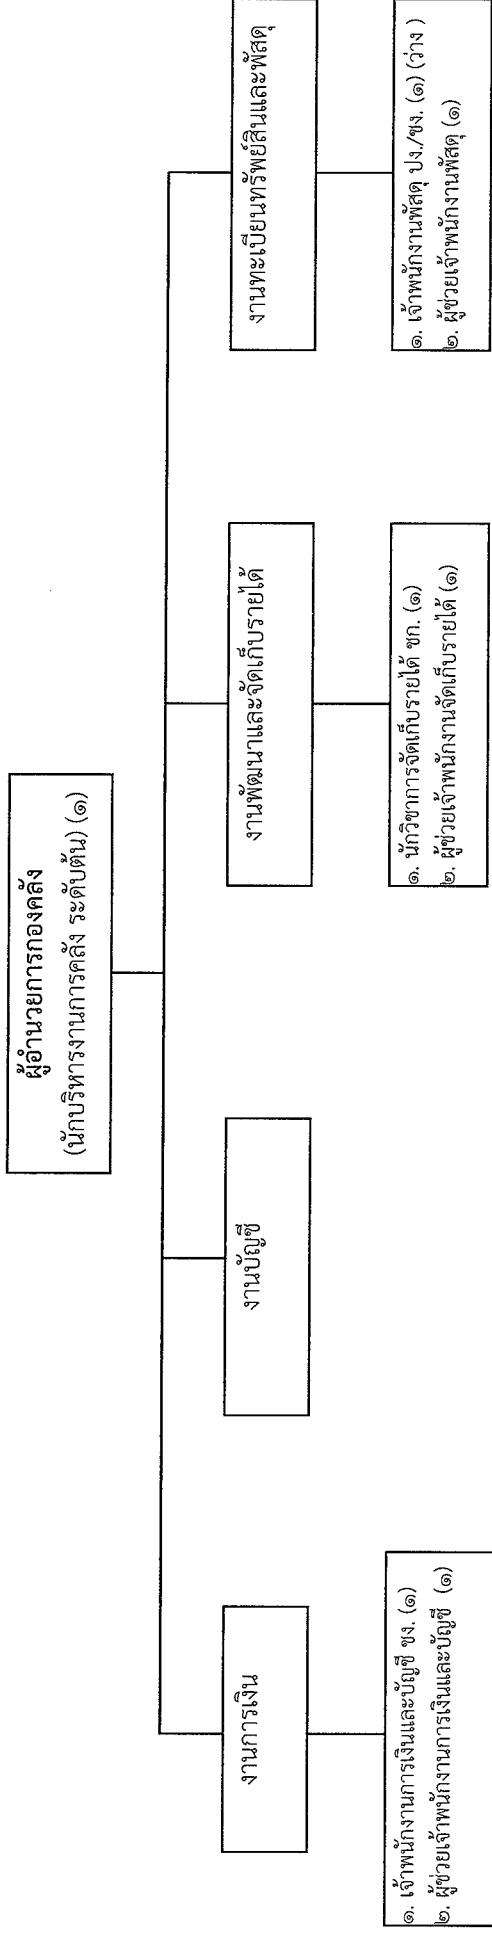 ผู้อำนวยการกองคลัง
(นักบริหารงานการคลัง ระดับต้น) (๑)
งานการเงิน
งานบัญชี
งานพัฒนาและจัดเก็บรายได้
งานทะเบียนทรัพย์สินและพัสดุ
๑. เจ้าพนักงานการเงินและบัญชี ชง. (๑)
๒. ผู้ช่วยเจ้าพนักงานการเงินและบัญชี (๑)
๑. นักวิชาการจัดเก็บรายได้ ชก. (๑)
๒. ผู้ช่วยเจ้าพนักงานจัดเก็บรายได้ (๑)
๑. เจ้าพนักงานพัสดุ ปง./ชง. (๑) (ว่าง )
๒. ผู้ช่วยเจ้าพนักงานพัสดุ (๑)